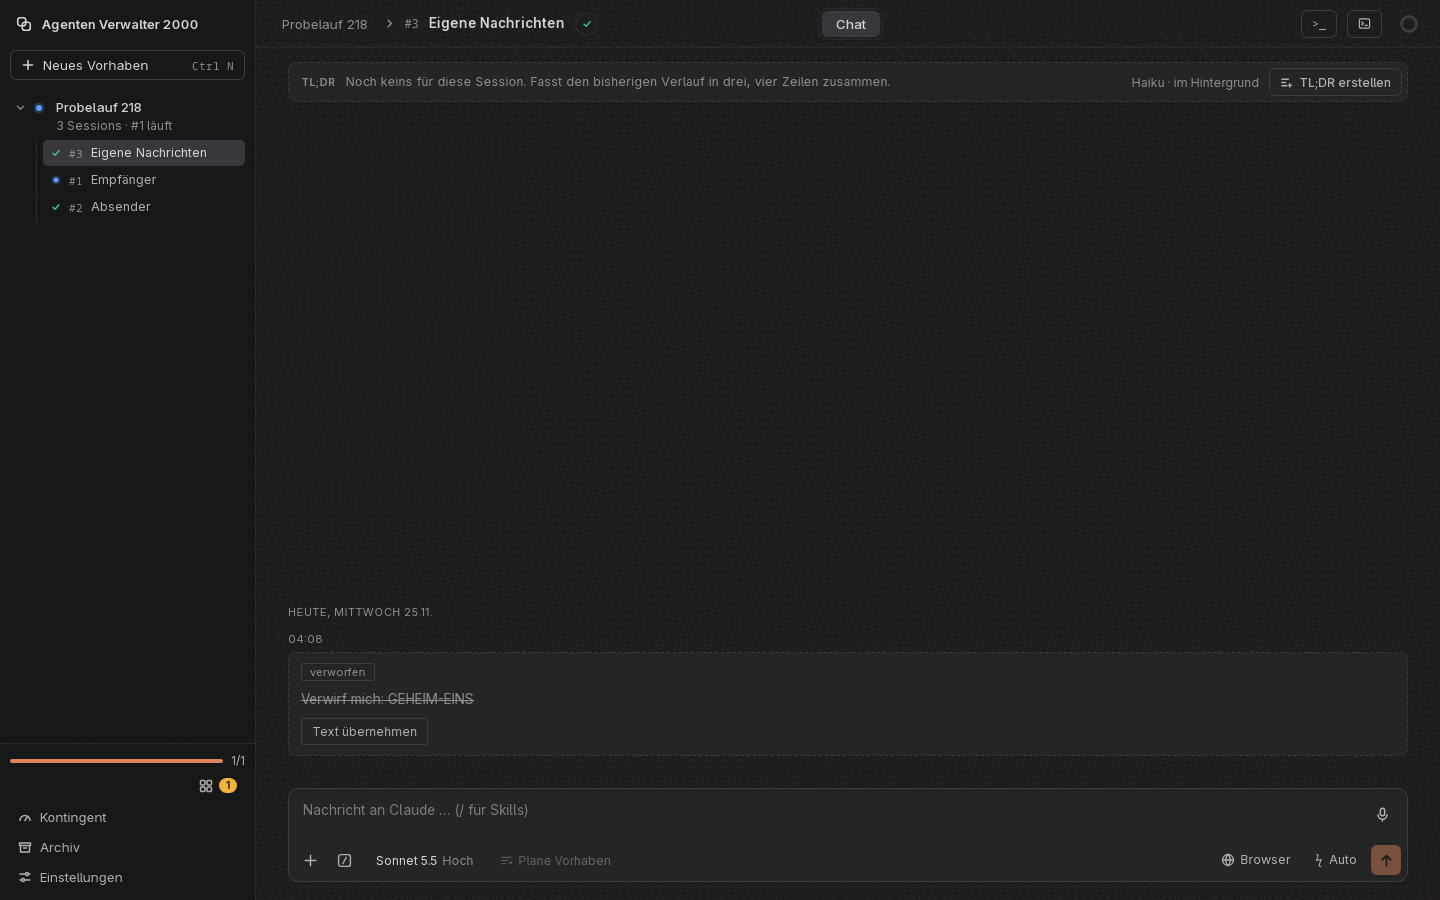 Agenten Verwalter 2000
Neues Vorhaben Ctrl N
Probelauf 218
3 Sessions · #1 läuft
#3 Eigene Nachrichten
#1 Empfänger
#2 Absender
1/1
1
Kontingent
Archiv
Einstellungen
Probelauf 218 > #3 Eigene Nachrichten
Chat
>_
TL;DR Noch keins für diese Session. Fasst den bisherigen Verlauf in drei, vier Zeilen zusammen. Haiku · im Hintergrund TL;DR erstellen
HEUTE, MITTWOCH 25.11.
04:08
verworfen
Verwirf mich: GEHEIM-EINS
Text übernehmen
Nachricht an Claude … (/ für Skills)
Sonnet 5.5 Hoch Plane Vorhaben Browser Auto